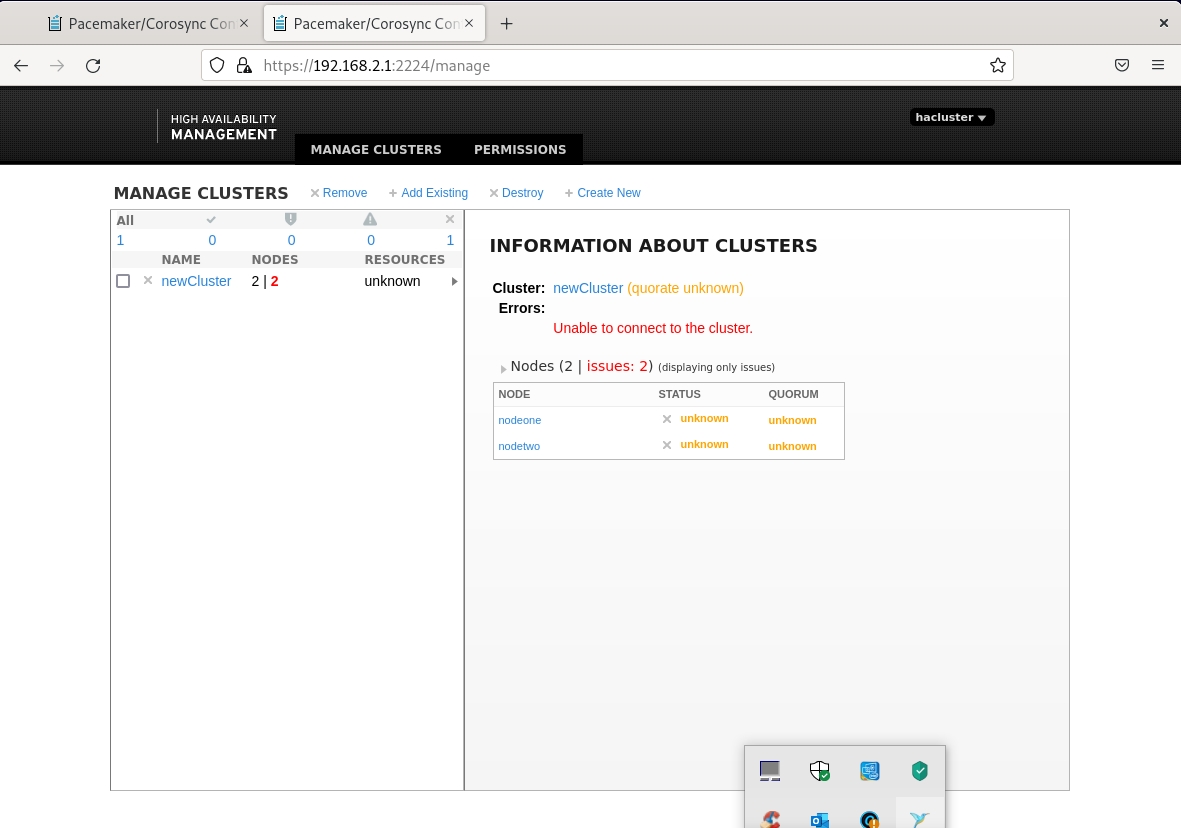 Pacemaker/Corosync Con
Pacemaker/Corosync Con
https://192.168.2.1:2224/manage
HIGH AVAILABILITY
MANAGEMENT
hacluster
MANAGE CLUSTERS PERMISSIONS
MANAGE CLUSTERS Remove + Add Existing Destroy + Create New
All
1 0 0 0 1
NAME NODES RESOURCES
newCluster 2 | 2 unknown
INFORMATION ABOUT CLUSTERS
Cluster: newCluster (quorate unknown)
Errors:
Unable to connect to the cluster.
Nodes (2 | issues: 2) (displaying only issues)
NODE STATUS QUORUM
nodeone unknown unknown
nodetwo unknown unknown